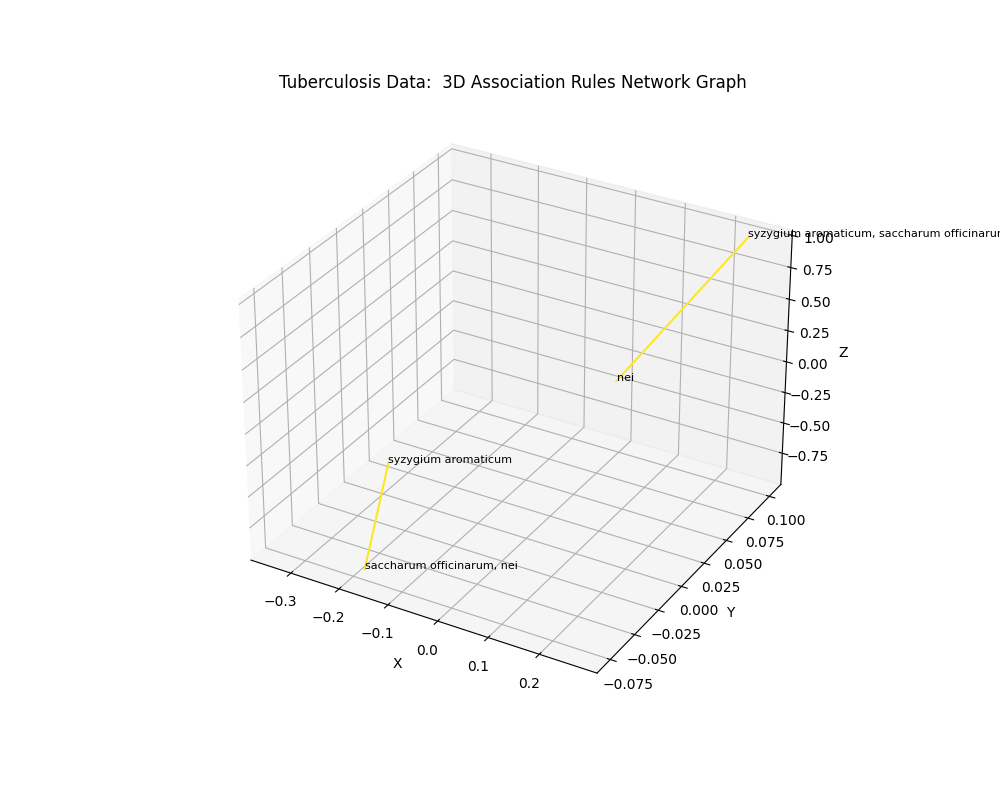 Tuberculosis Data:  3D Association Rules Network Graph
syzygium aromaticum, saccharum officinarum
nei
syzygium aromaticum
saccharum officinarum, nei
1.00
0.75
0.50
0.25
0.00
−0.25
−0.50
−0.75
Z
0.100
0.075
0.050
0.025
0.000
−0.025
−0.050
−0.075
Y
−0.3
−0.2
−0.1
0.0
0.1
0.2
X